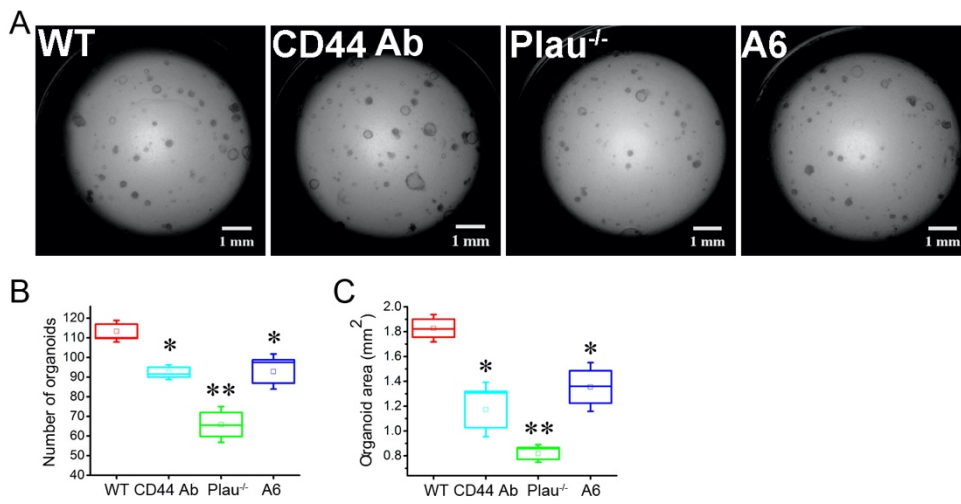 A
WT CD44 Ab Plau-/- A6
1 mm 1 mm 1 mm 1 mm
B
Number of organoids
120
110
100
90
80
70
60
50
40
*
**
*
WT CD44 Ab Plau-/- A6
C
Organoid area (mm2)
2.0
1.8
1.6
1.4
1.2
1.0
0.8
*
**
*
WT CD44 Ab Plau-/- A6